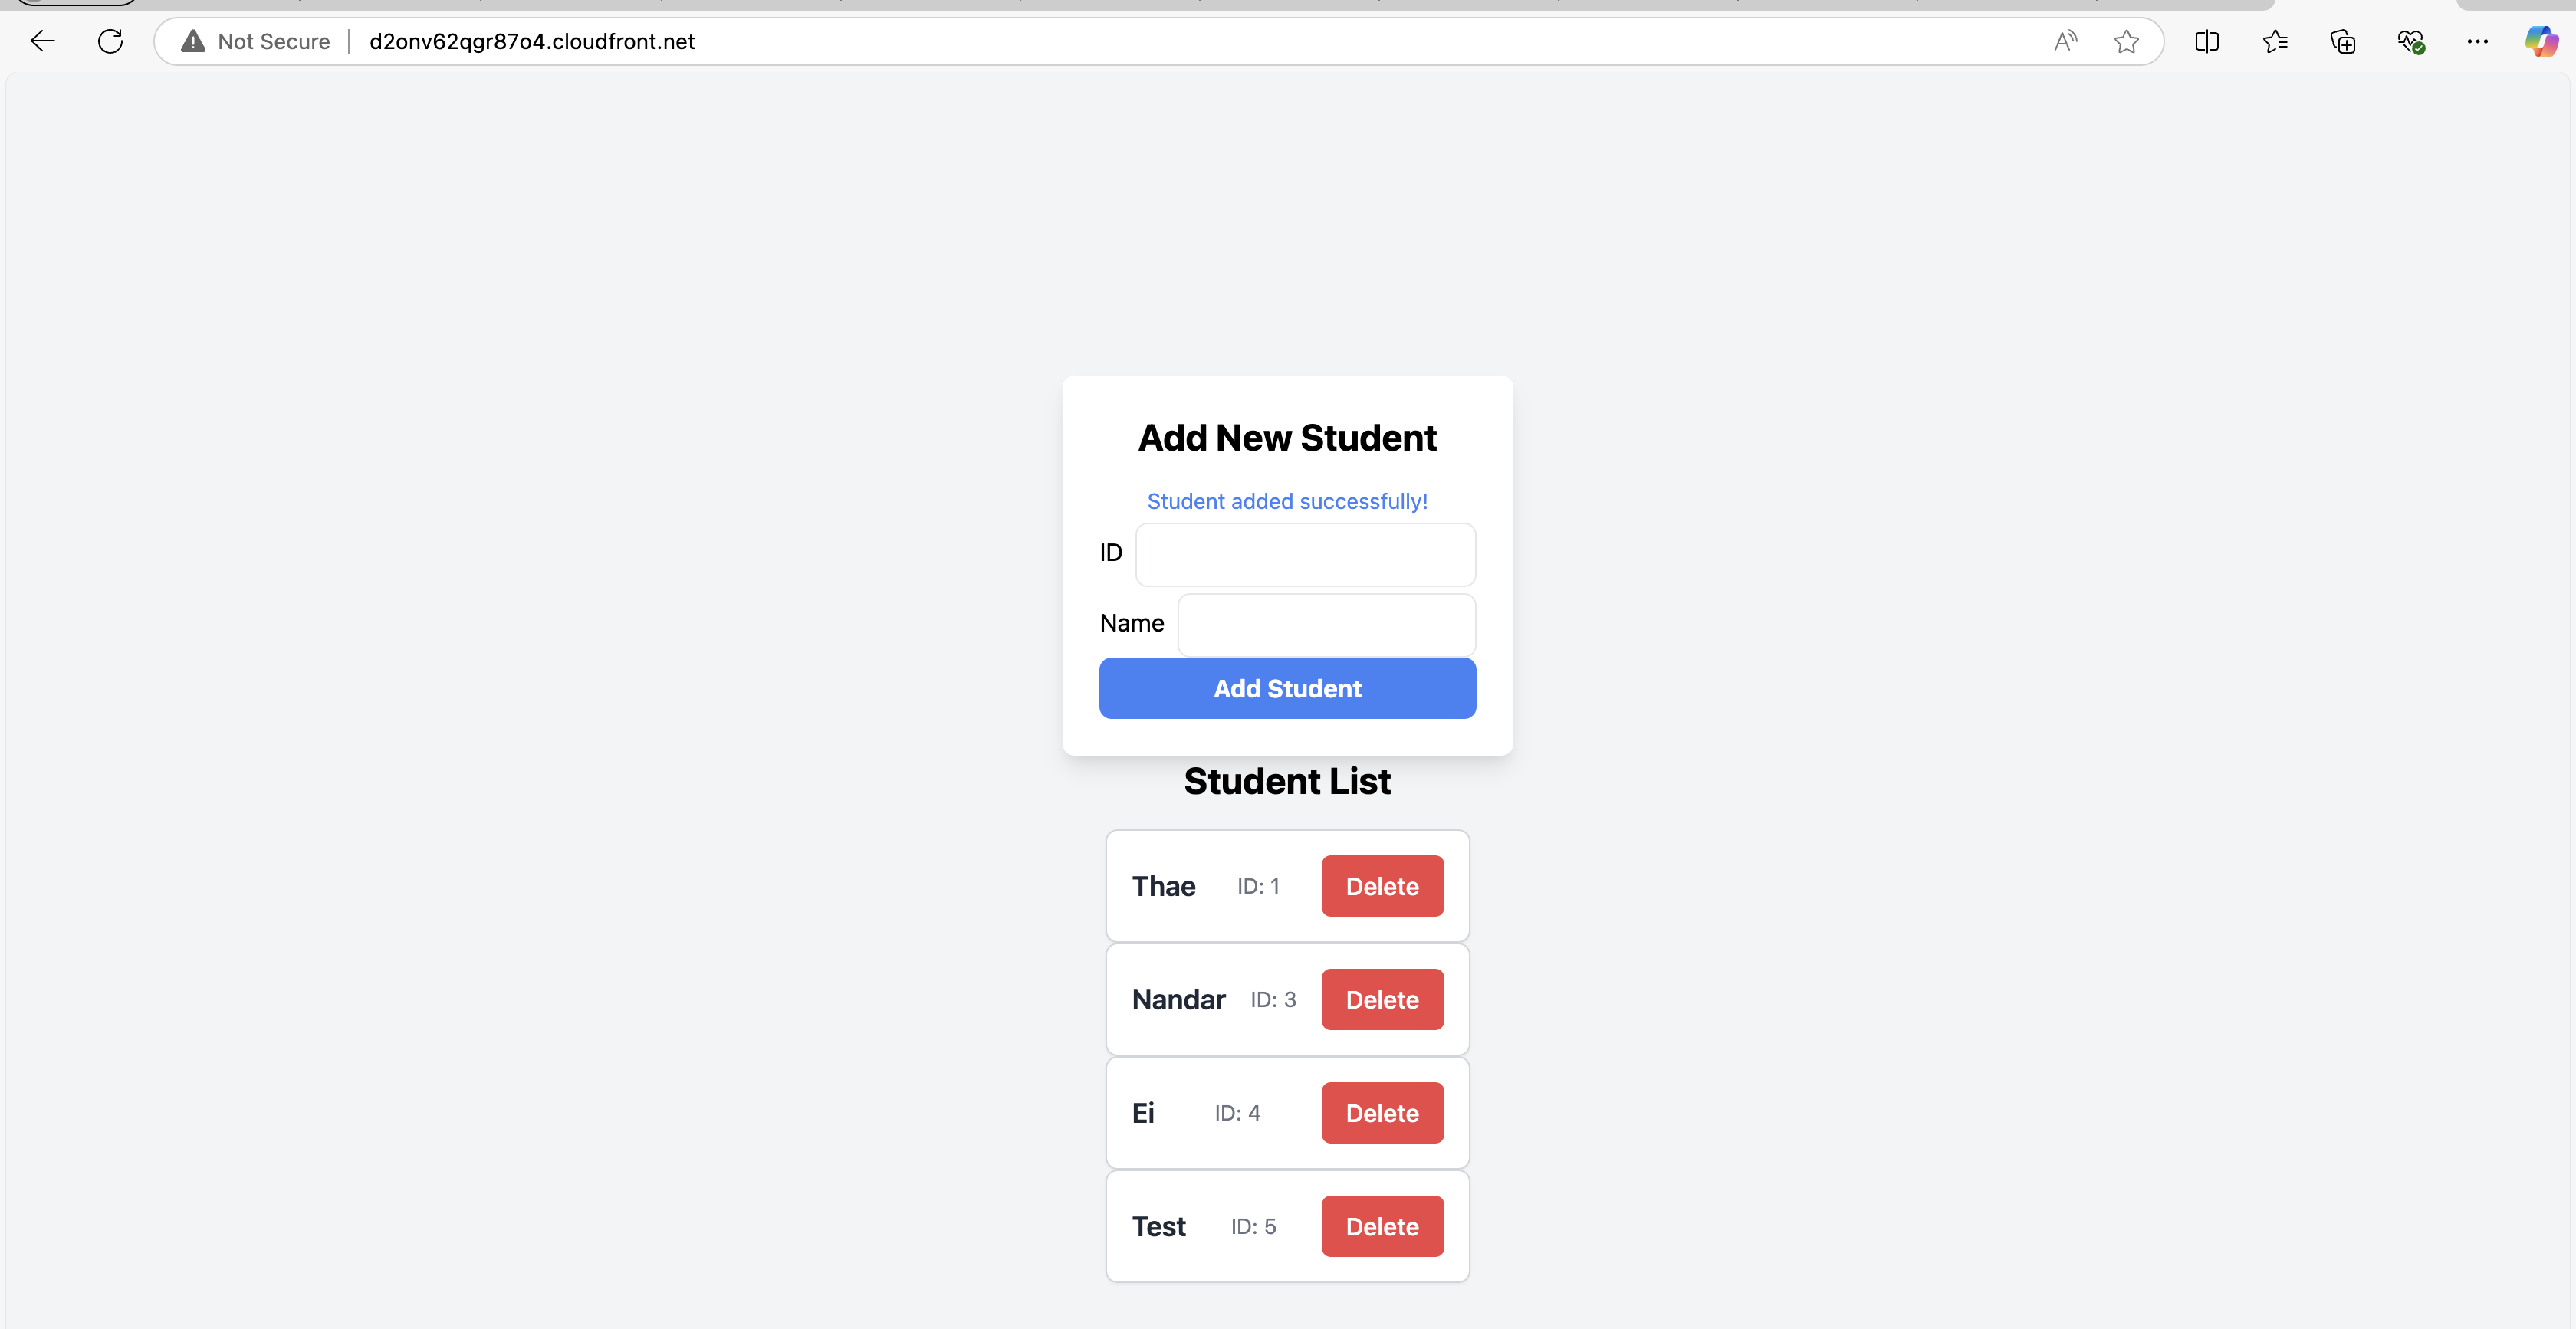 Not Secure d2onv62qgr87o4.cloudfront.net
Add New Student
Student added successfully!
ID
Name
Add Student
Student List
Thae ID: 1 Delete
Nandar ID: 3 Delete
Ei ID: 4 Delete
Test ID: 5 Delete